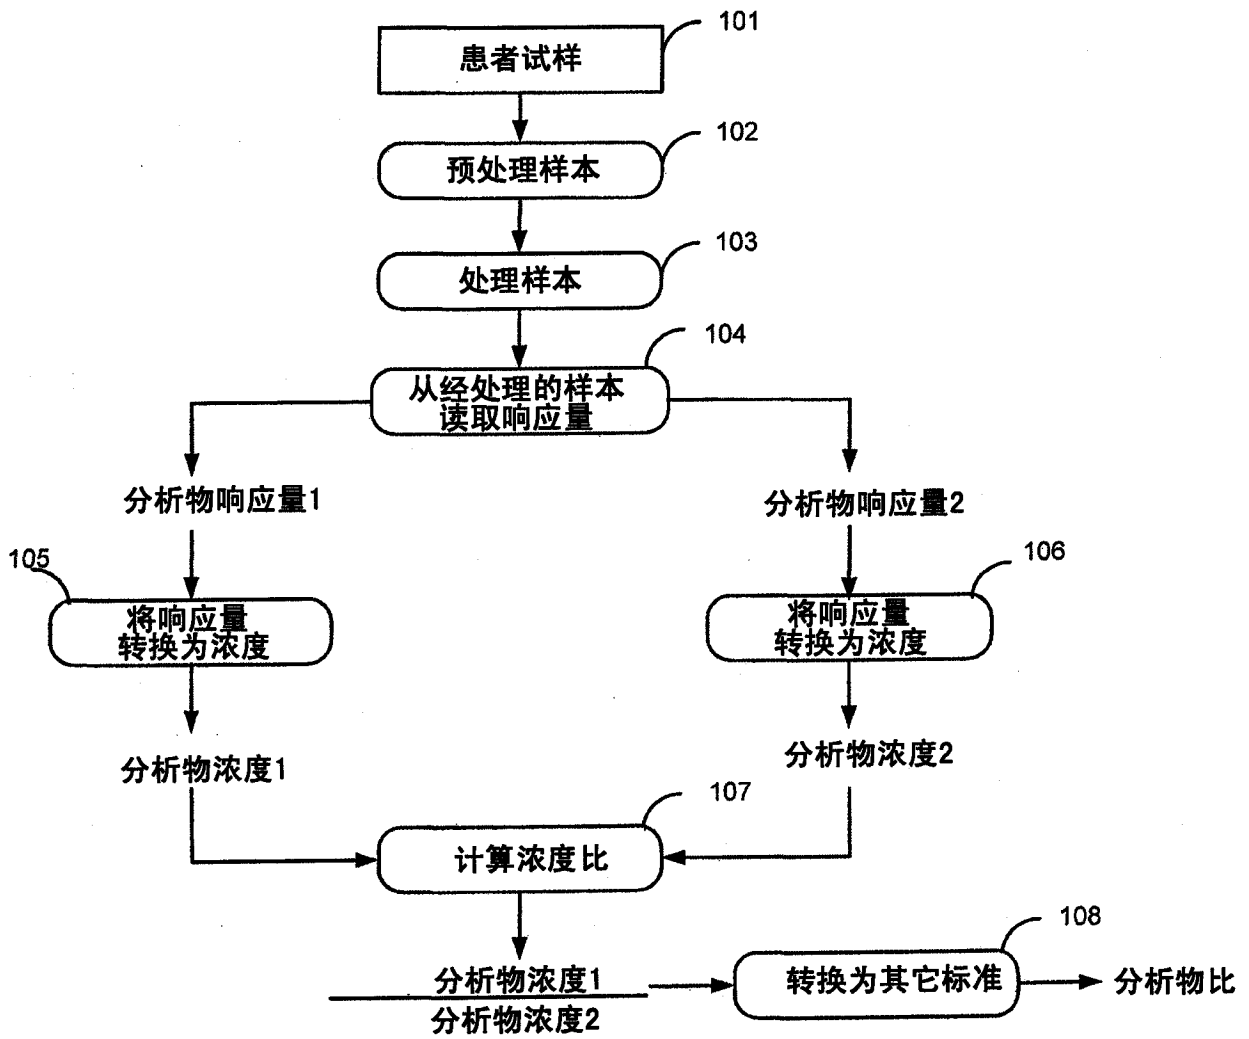 101
患者试样
102
预处理样本
103
处理样本
104
从经处理的样本
读取响应量
分析物响应量1
分析物响应量2
105
将响应量
转换为浓度
106
将响应量
转换为浓度
分析物浓度1
分析物浓度2
107
计算浓度比
108
分析物浓度1
分析物浓度2
转换为其它标准
分析物比